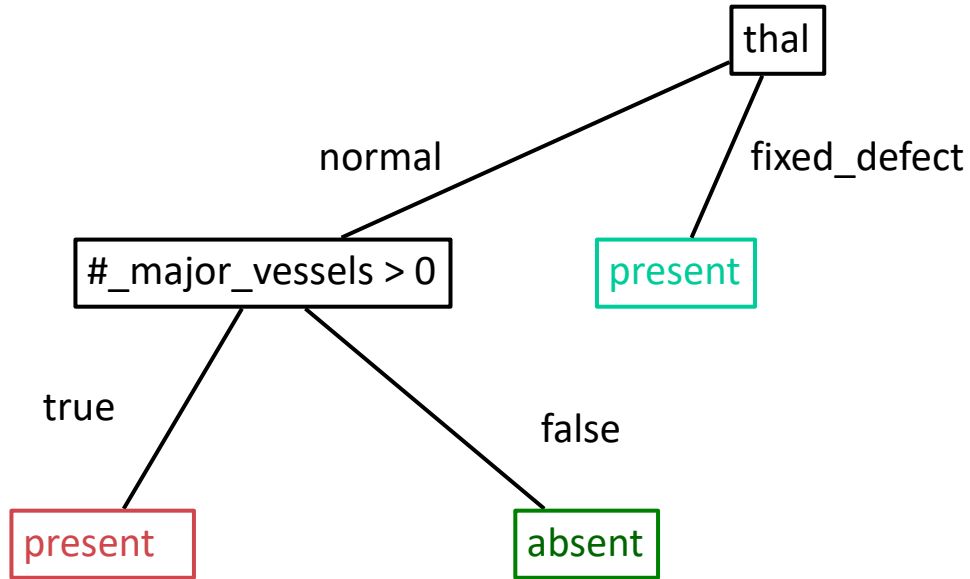 thal
normal
fixed_defect
#_major_vessels > 0
present
true
false
present
absent